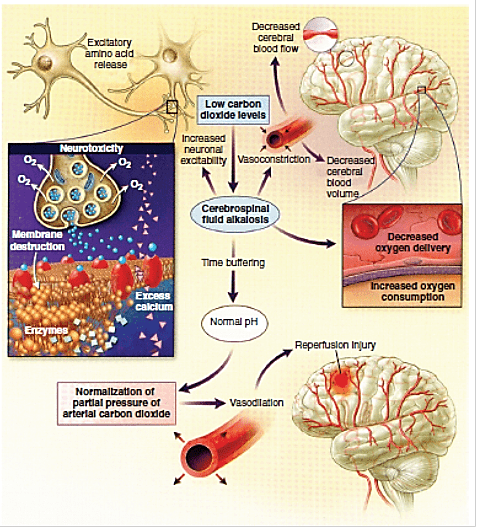 Decreased
cerebral
blood flow
Excitatory
amino acid
release
Low carbon
dioxide levels
Increased
neuronal
excitability
Vasoconstriction
Decreased
cerebral
blood
volume
Neurotoxicity
O2
O2
O2
O2
Membrane
destruction
Excess
calcium
Enzymes
Cerebrospinal
fluid alkalosis
Decreased
oxygen delivery
Increased oxygen
consumption
Time buffering
Normal pH
Reperfusion Injury
Normalization of
partial pressure of
arterial carbon dioxide
Vasodilation